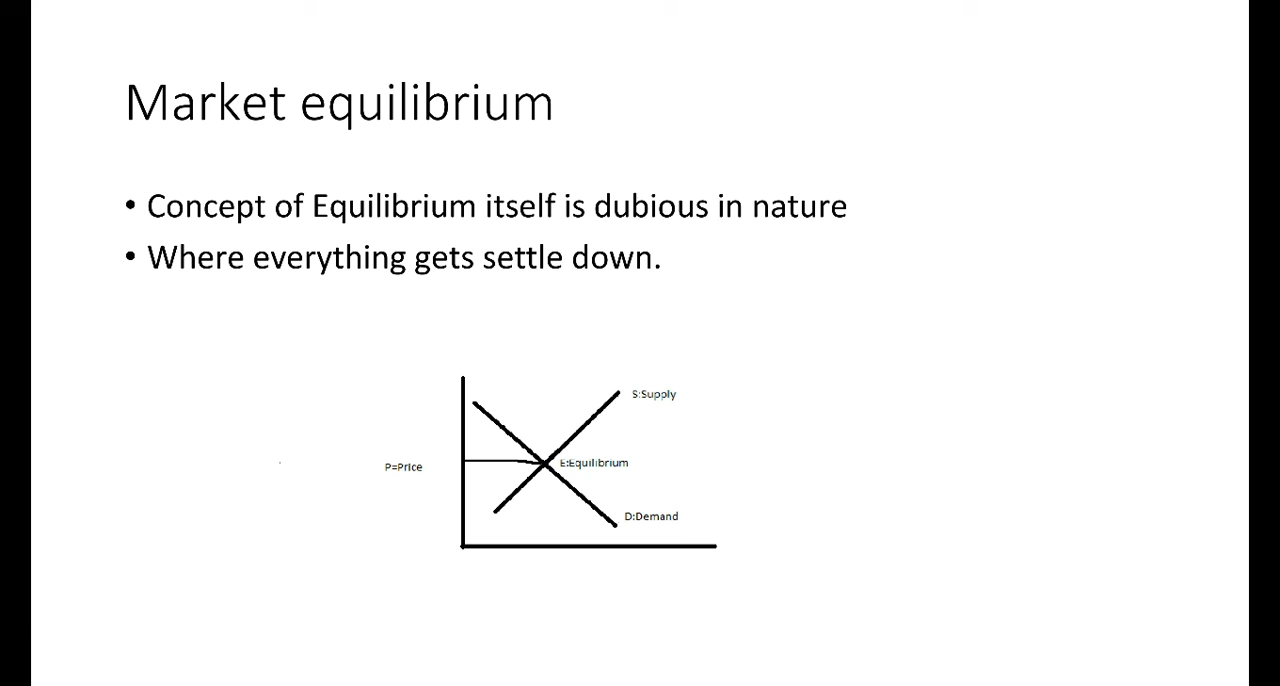 Market equilibrium
• Concept of Equilibrium itself is dubious in nature
• Where everything gets settle down.
S:Supply
P=Price
E:Equilibrium
D:Demand